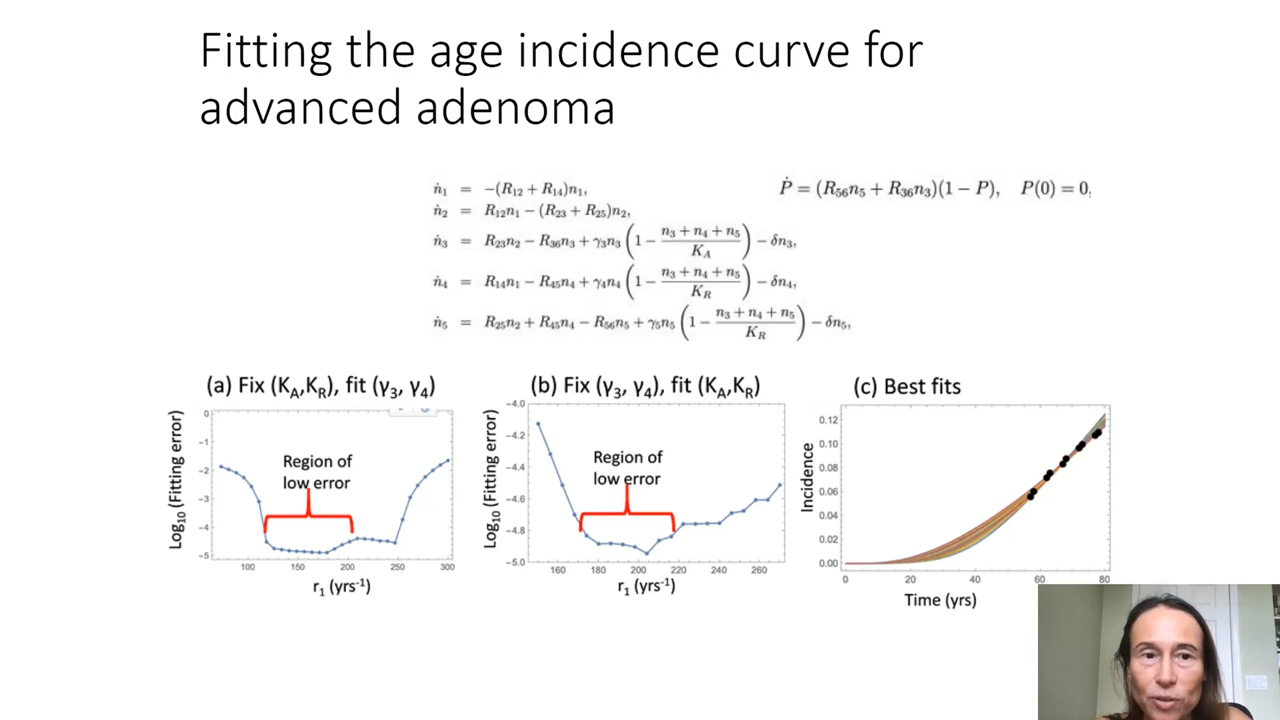 Fitting the age incidence curve for
advanced adenoma
ṅ₁ = -(R₁₂ + R₁₄)n₁,
Ṗ = (R₅₆n₅ + R₃₆n₃)(1 − P), P(0) = 0,
ṅ₂ = R₁₂n₁ − (R₂₃ + R₂₅)n₂,
ṅ₃ = R₂₃n₂ − R₃₆n₃ + γ₃n₃ (1 − (n₃ + n₄ + n₅)/K_A) − δn₃,
ṅ₄ = R₁₄n₁ − R₄₅n₄ + γ₄n₄ (1 − (n₃ + n₄ + n₅)/K_R) − δn₄,
ṅ₅ = R₂₅n₂ + R₄₅n₄ − R₅₆n₅ + γ₅n₅ (1 − (n₃ + n₄ + n₅)/K_R) − δn₅,
(a) Fix (K_A,K_R), fit (γ₃, γ₄)
Log₁₀ (Fitting error)
0
-1
-2
-3
-4
-5
Region of
low error
100 150 200 250 300
r₁ (yrs⁻¹)
(b) Fix (γ₃, γ₄), fit (K_A,K_R)
Log₁₀ (Fitting error)
-4.0
-4.2
-4.4
-4.6
-4.8
-5.0
Region of
low error
160 180 200 220 240 260
r₁ (yrs⁻¹)
(c) Best fits
Incidence
0.12
0.10
0.08
0.06
0.04
0.02
0.00
0 20 40 60 80
Time (yrs)